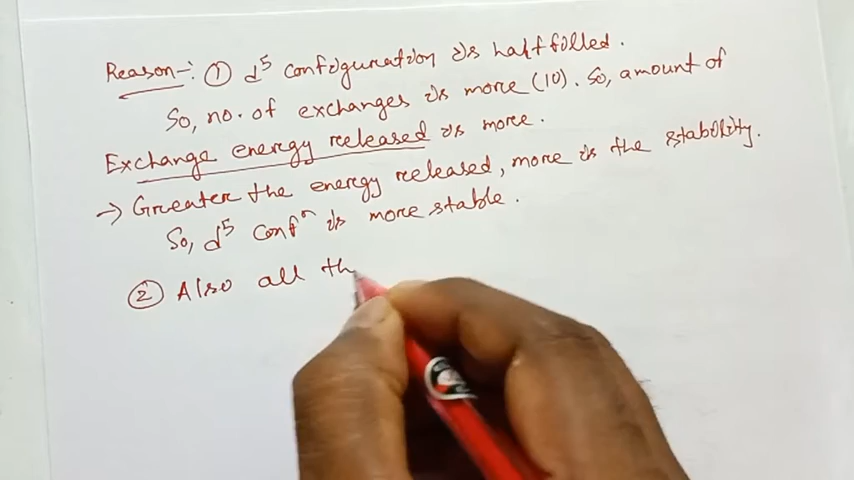 Reason-: ① d⁵ configuration is half filled.
So, no. of exchanges is more (10). So, amount of
Exchange energy released is more.
→ Greater the energy released, more is the stability.
So, d⁵ confⁿ is more stable.
② Also all th